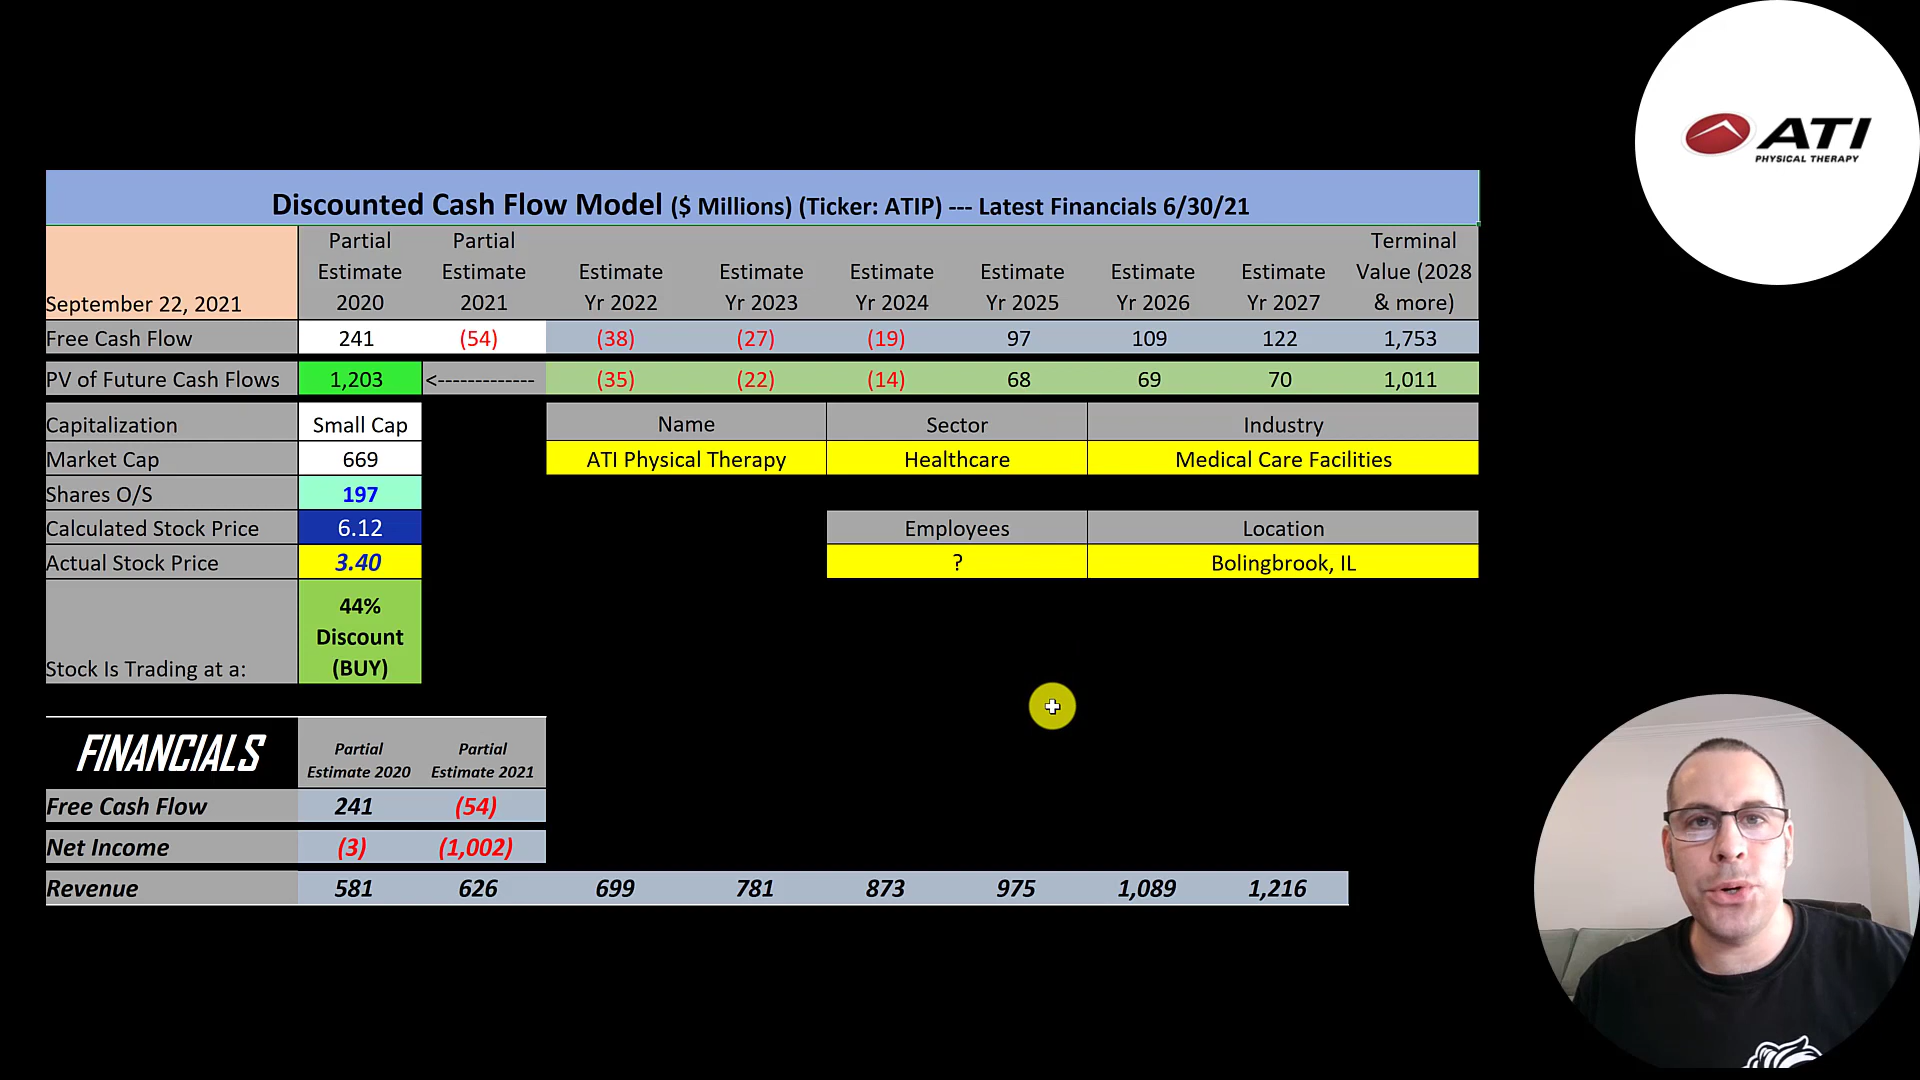 ATI
PHYSICAL THERAPY
Discounted Cash Flow Model ($ Millions) (Ticker: ATIP) --- Latest Financials 6/30/21
September 22, 2021 Partial Estimate 2020 Partial Estimate 2021 Estimate Yr 2022 Estimate Yr 2023 Estimate Yr 2024 Estimate Yr 2025 Estimate Yr 2026 Estimate Yr 2027 Terminal Value (2028 & more)
Free Cash Flow 241 (54) (38) (27) (19) 97 109 122 1,753
PV of Future Cash Flows 1,203 <------------- (35) (22) (14) 68 69 70 1,011
Capitalization Small Cap Name Sector Industry
Market Cap 669 ATI Physical Therapy Healthcare Medical Care Facilities
Shares O/S 197
Calculated Stock Price 6.12 Employees Location
Actual Stock Price 3.40 ? Bolingbrook, IL
Stock Is Trading at a: 44% Discount (BUY)
FINANCIALS Partial Estimate 2020 Partial Estimate 2021
Free Cash Flow 241 (54)
Net Income (3) (1,002)
Revenue 581 626 699 781 873 975 1,089 1,216